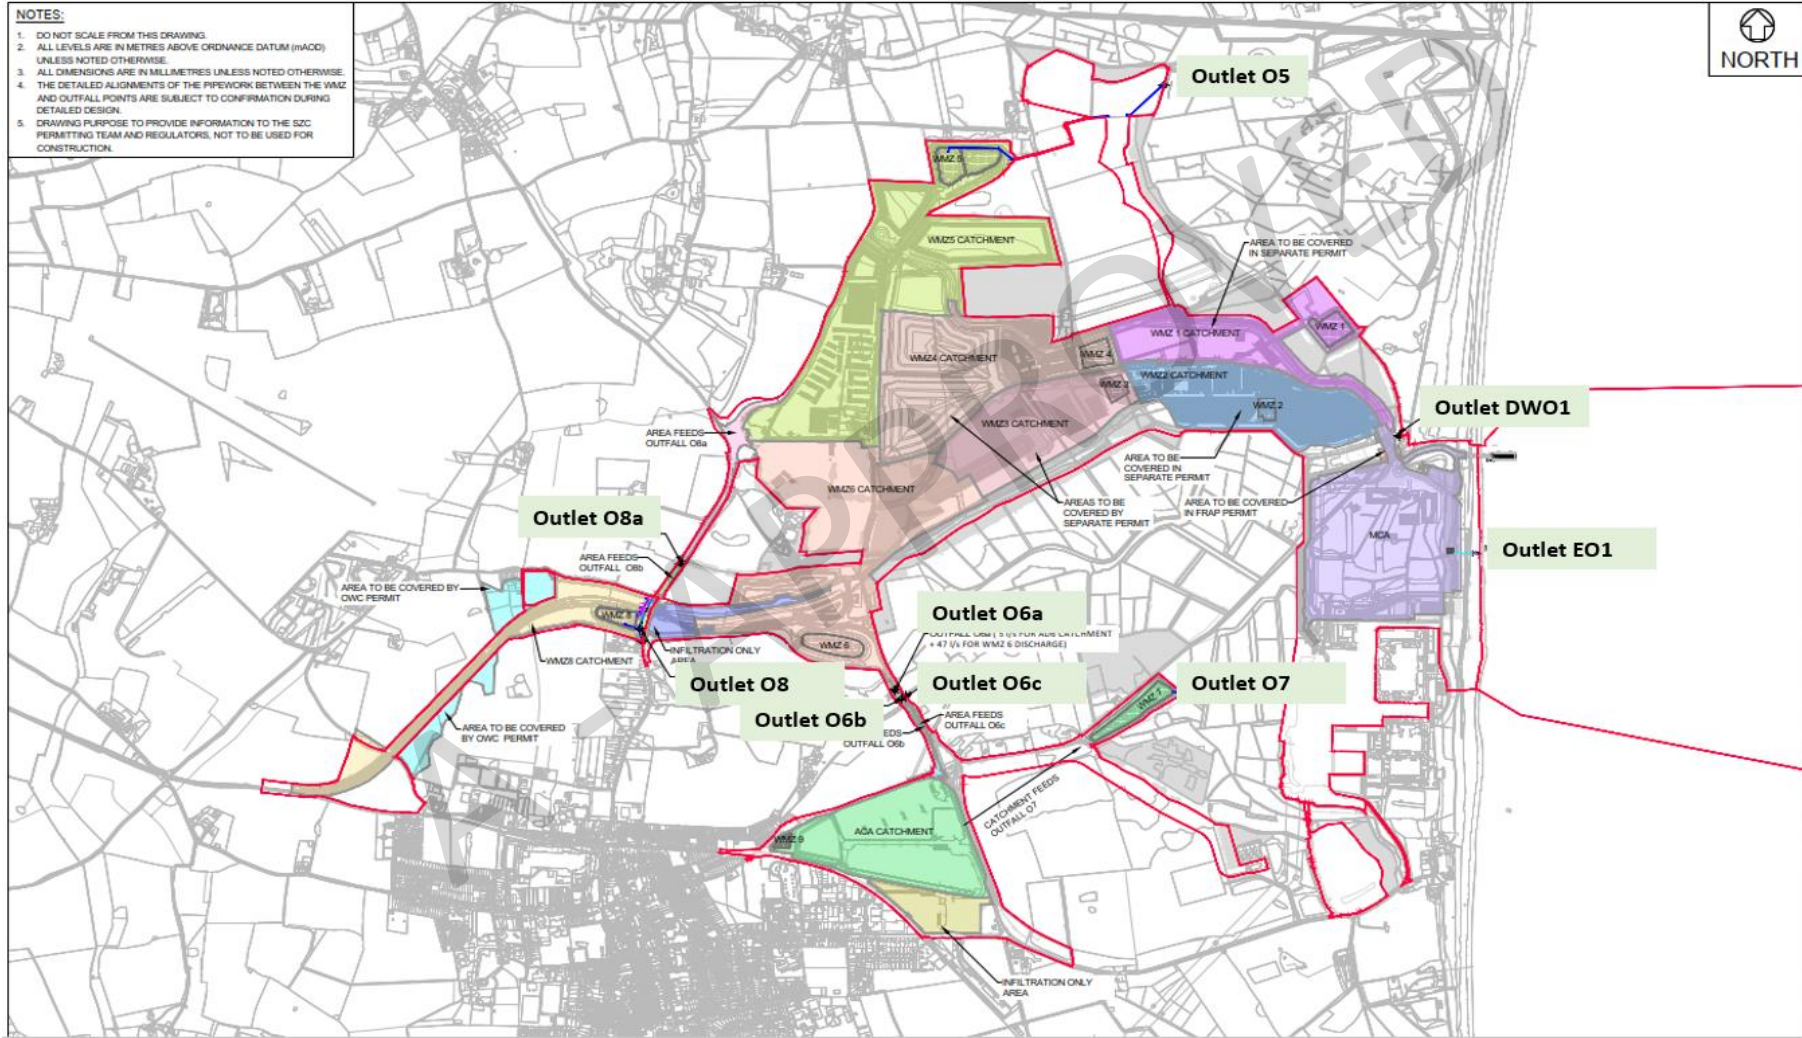 NOTES:
1. DO NOT SCALE FROM THIS DRAWING.
2. ALL LEVELS ARE IN METRES ABOVE ORDNANCE DATUM (mAOD)
UNLESS NOTED OTHERWISE.
3. ALL DIMENSIONS ARE IN MILLIMETRES UNLESS NOTED OTHERWISE.
4. THE DETAILED ALIGNMENTS OF THE PIPEWORK BETWEEN THE WMZ
AND OUTFALL POINTS ARE SUBJECT TO CONFIRMATION DURING
DETAILED DESIGN.
5. DRAWING PURPOSE TO PROVIDE INFORMATION TO THE SZC
PERMITTING TEAM AND REGULATORS, NOT TO BE USED FOR
CONSTRUCTION.
NORTH
Outlet O5
WMZ 5
WMZ5 CATCHMENT
AREA TO BE COVERED
IN SEPARATE PERMIT
WMZ 1 CATCHMENT
WMZ 1
WMZ4 CATCHMENT
WMZ 4
WMZ2 CATCHMENT
WMZ 3
WMZ 2
Outlet DWO1
WMZ3 CATCHMENT
AREA FEEDS
OUTFALL O8a
AREA TO BE
COVERED IN
SEPARATE PERMIT
WMZ6 CATCHMENT
AREAS TO BE
COVERED BY
SEPARATE PERMIT
AREA TO BE COVERED
IN FRAP PERMIT
Outlet O8a
MCA
Outlet EO1
AREA FEEDS
OUTFALL O8b
AREA TO BE COVERED BY
OWC PERMIT
WMZ 8
Outlet O6a
+ 47 l/s FOR WMZ 6 DISCHARGE)
WMZ 6
INFILTRATION ONLY
AREA
WMZ8 CATCHMENT
Outlet O8
Outlet O6c
Outlet O7
WMZ 7
Outlet O6b
AREA FEEDS
OUTFALL O6c
AREA TO BE COVERED
BY OWC PERMIT
EEDS
OUTFALL O6b
CATCHMENT FEEDS
OUTFALL O7
WMZ 9
ACA CATCHMENT
INFILTRATION ONLY
AREA
A - APPROVED